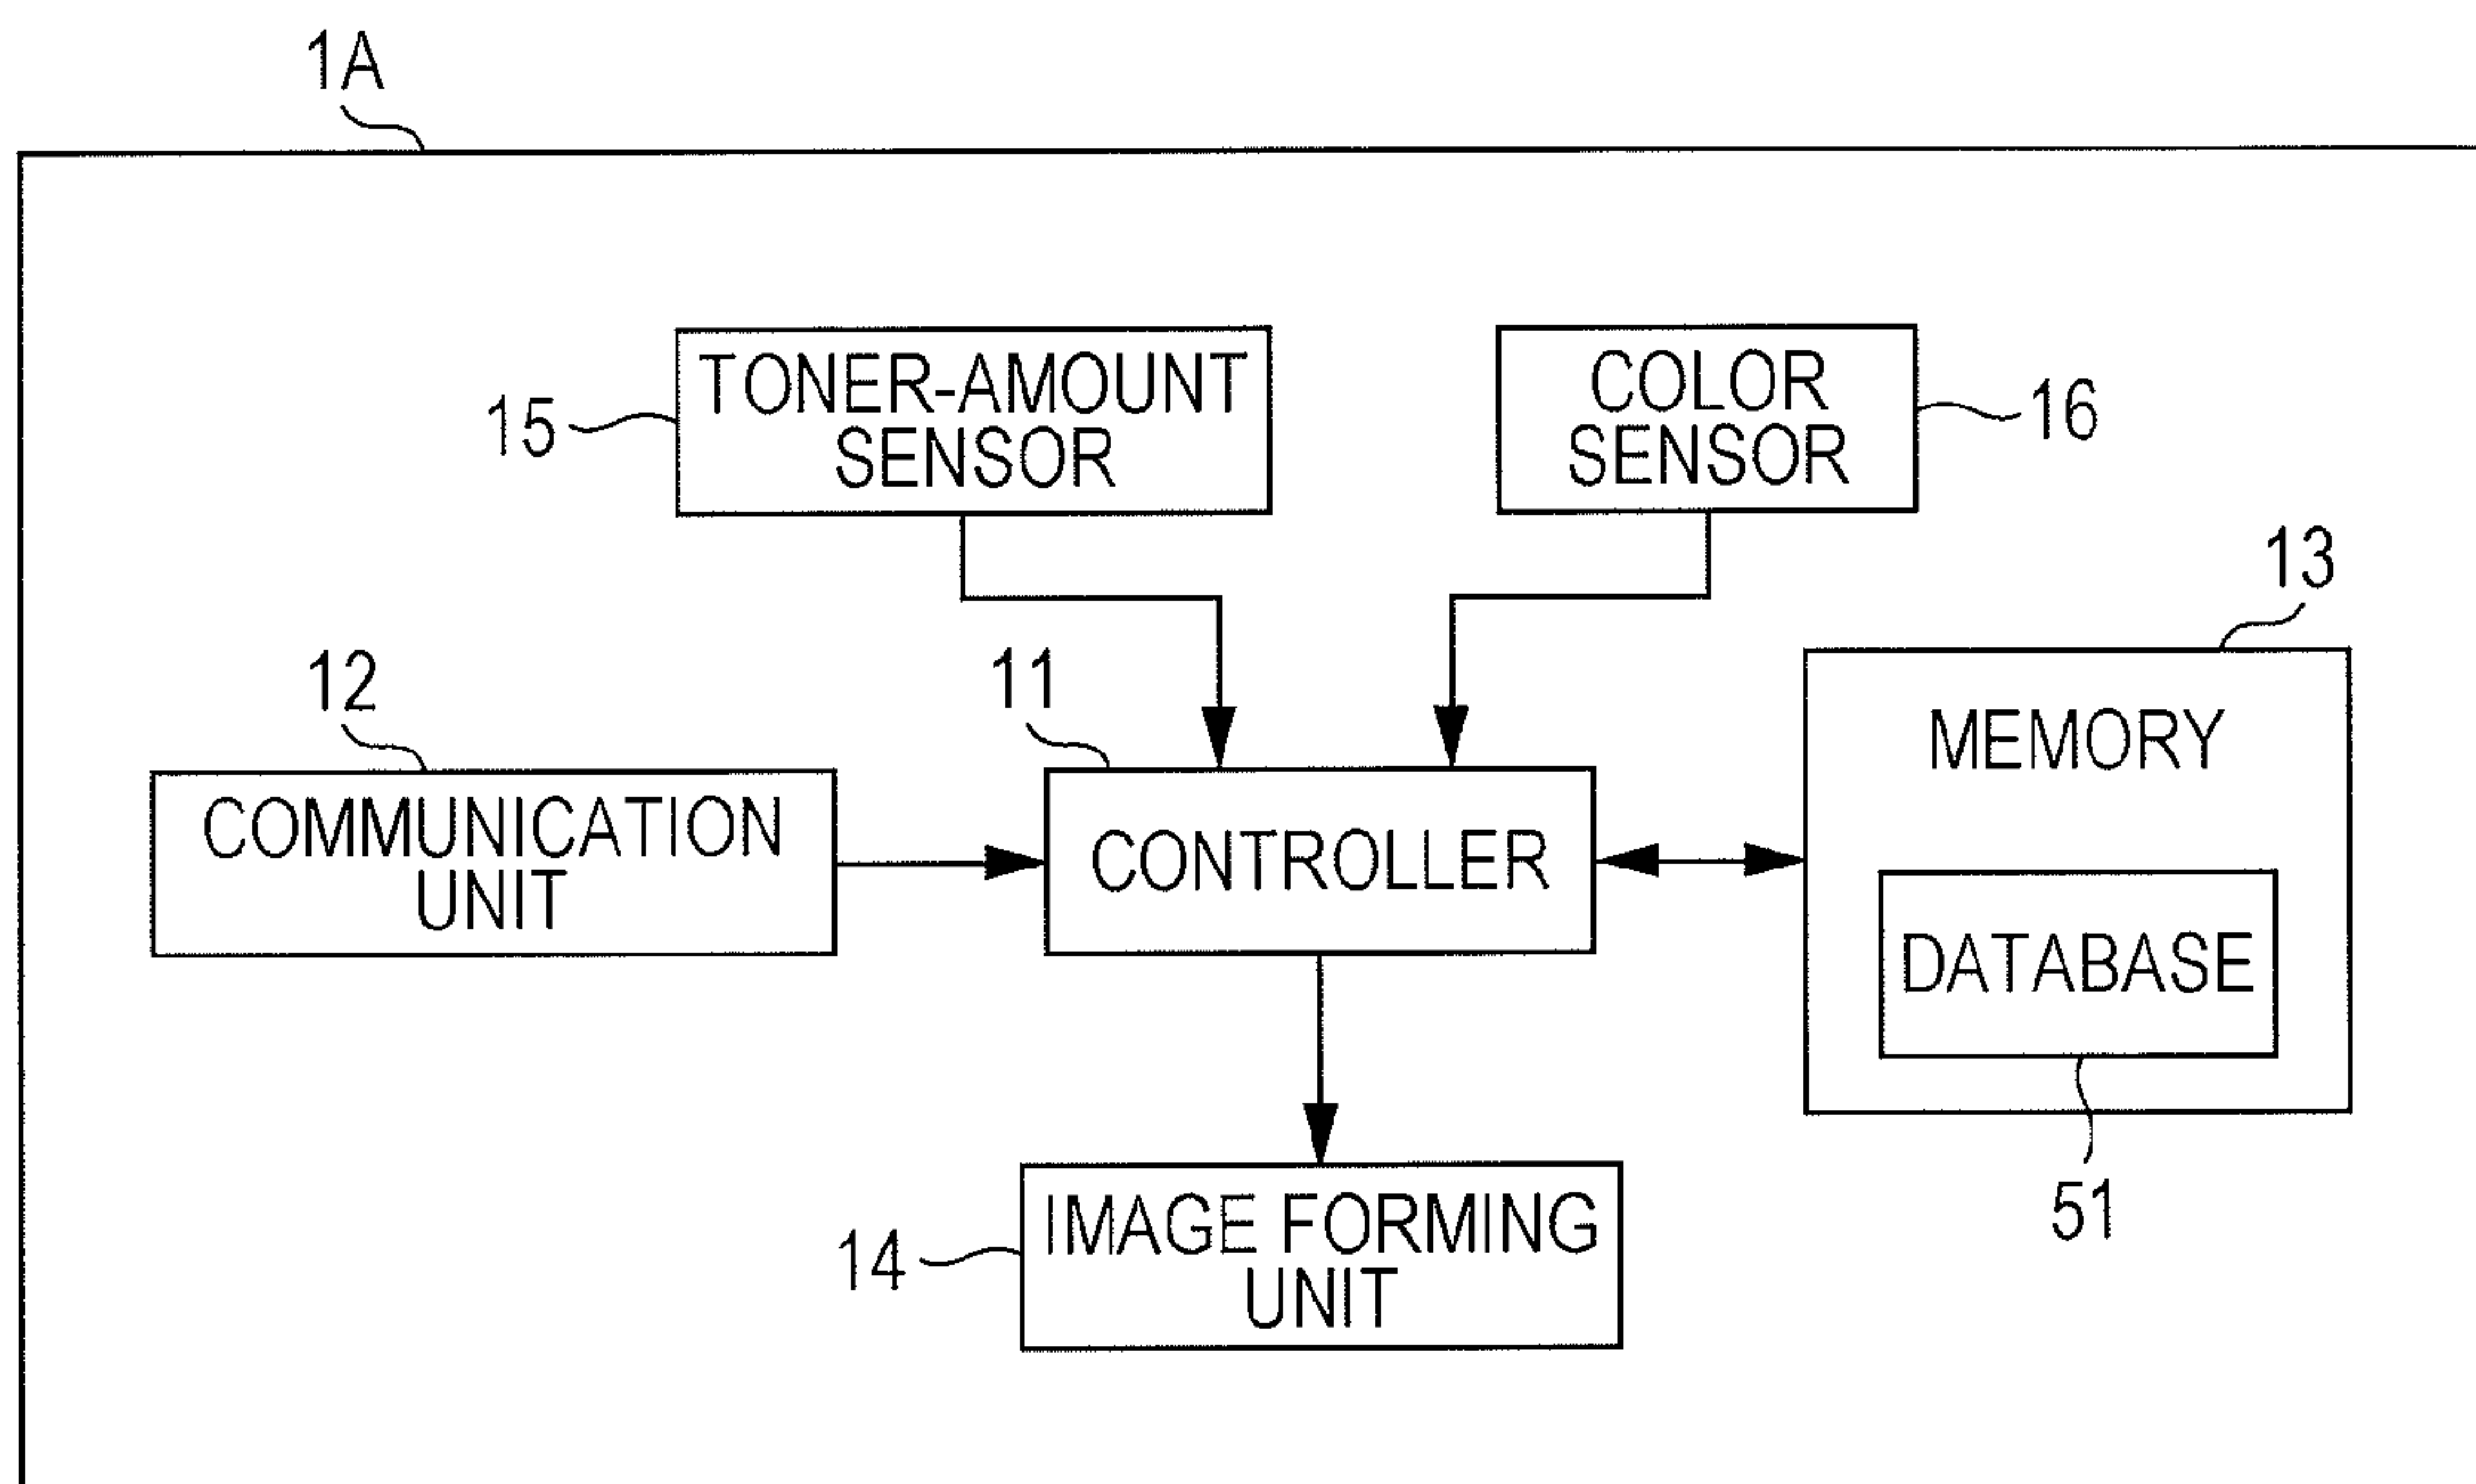 1A
TONER-AMOUNT
SENSOR
15
COLOR
SENSOR
16
13
12
11
MEMORY
COMMUNICATION
UNIT
CONTROLLER
DATABASE
51
14
IMAGE FORMING
UNIT